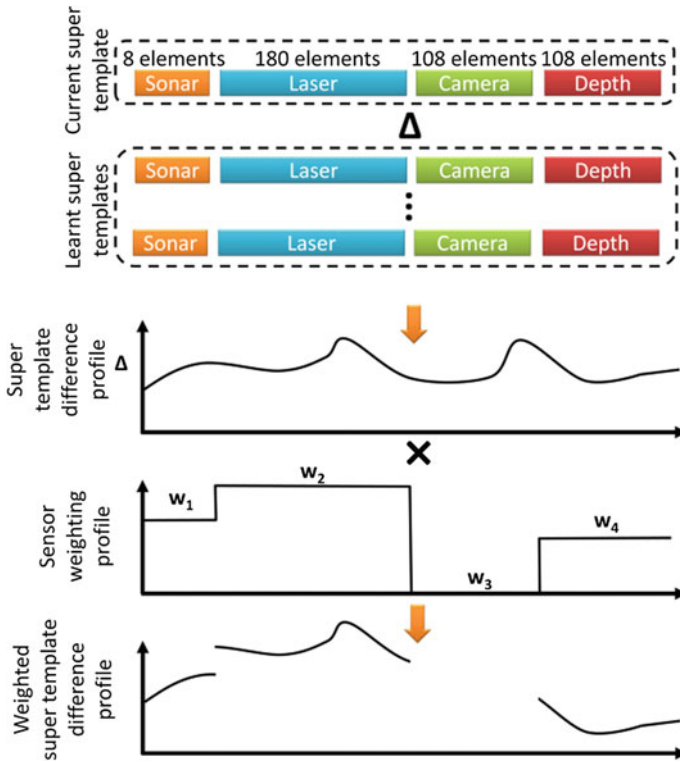 Current super
template
8 elements 180 elements 108 elements 108 elements
Sonar Laser Camera Depth
Δ
Learnt super
templates
Sonar Laser Camera Depth
⋮
Sonar Laser Camera Depth
Super
template
difference
profile
Δ
×
Sensor
weighting
profile
w1 w2 w3 w4
Weighted
super template
difference
profile